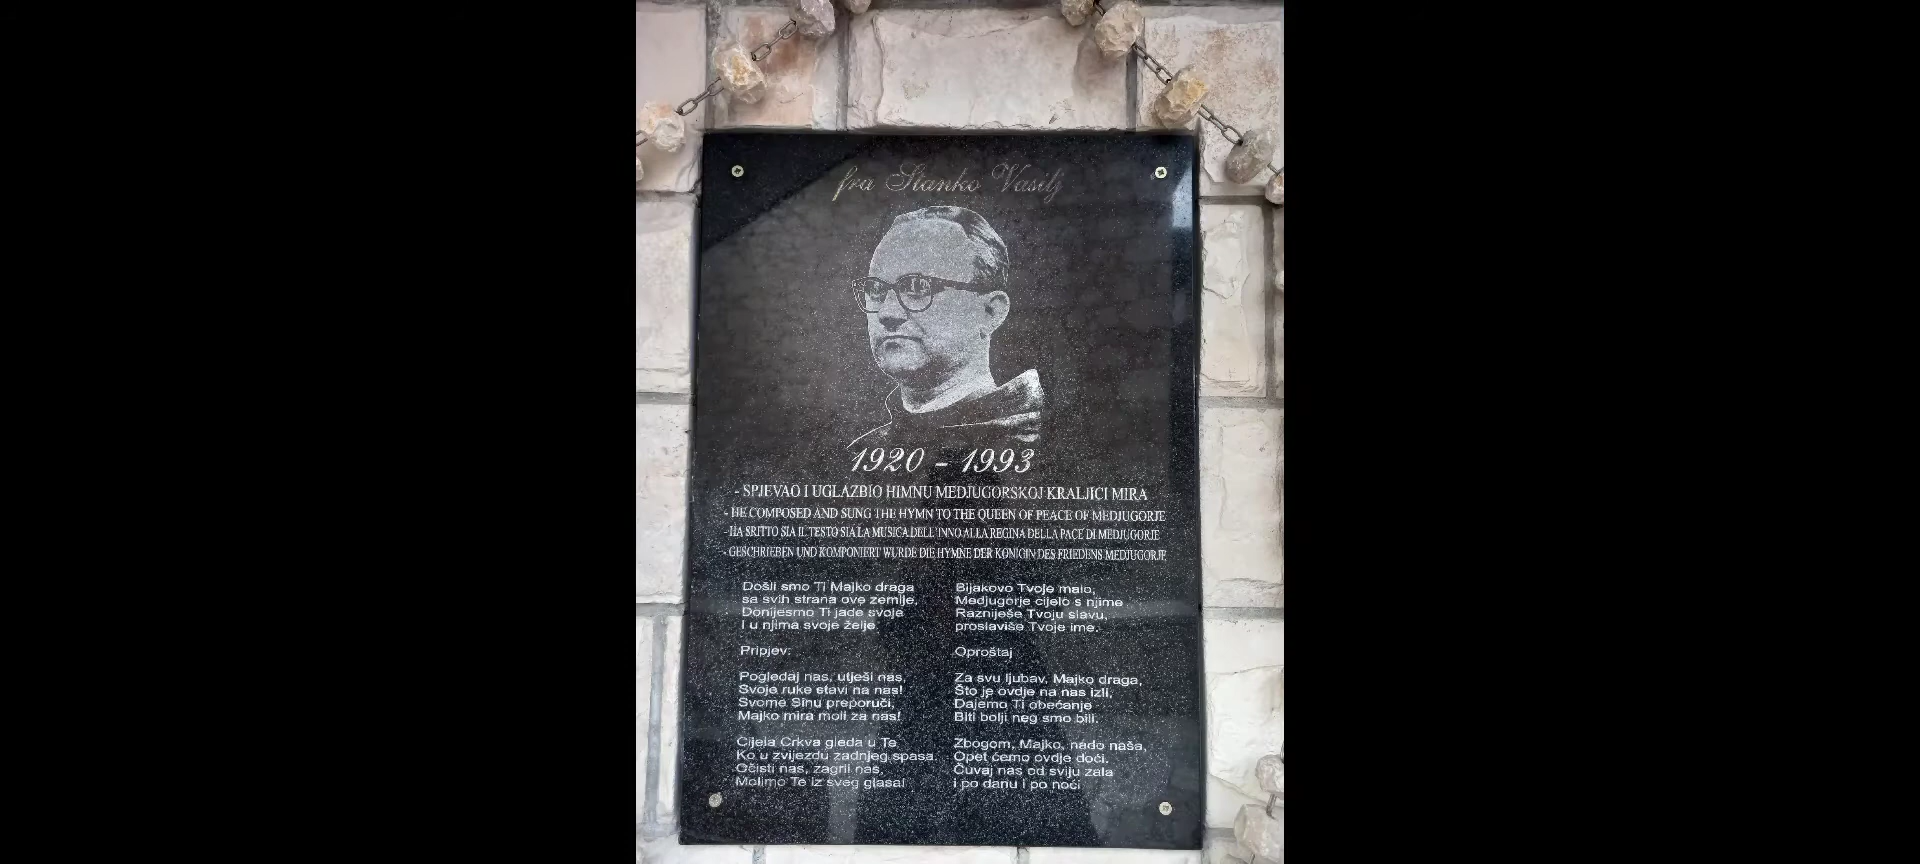 fra Stanko Vasilj
1920 - 1993
- SPJEVAO I UGLAZBIO HIMNU MEDJUGORSKOJ KRALJICI MIRA
- HE COMPOSED AND SUNG THE HYMN TO THE QUEEN OF PEACE OF MEDJUGORJE
- HA SRITTO SIA IL TESTO SIA LA MUSICA DELL'INNO ALLA REGINA DELLA PACE DI MEDJUGORJE
- GESCHRIEBEN UND KOMPONIERT WURDE DIE HYMNE DER KÖNIGIN DES FRIEDENS MEDJUGORJE
Došli smo Ti Majko draga
sa svih strana ove zemlje,
Donijesmo Ti jade svoje
I u njima svoje želje.
Pripjev:
Pogledaj nas, utješi nas,
Svoje ruke stavi na nas!
Svome Sinu preporuči,
Majko mira moli za nas!
Cijela Crkva gleda u Te
Ko u zvijezdu zadnjeg spasa.
Očisti nas, zagrli nas,
Molimo Te iz sveg glasa!
Bijakovo Tvoje malo,
Medjugorje cijelo s njime
Razniješe Tvoju slavu,
proslaviše Tvoje ime.
Oproštaj
Za svu ljubav, Majko draga,
Što je ovdje na nas izli,
Dajemo Ti obećanje
Biti bolji neg smo bili.
Zbogom, Majko, nado naša,
Opet ćemo ovdje doći.
Čuvaj nas od sviju zala
i po danu i po noći